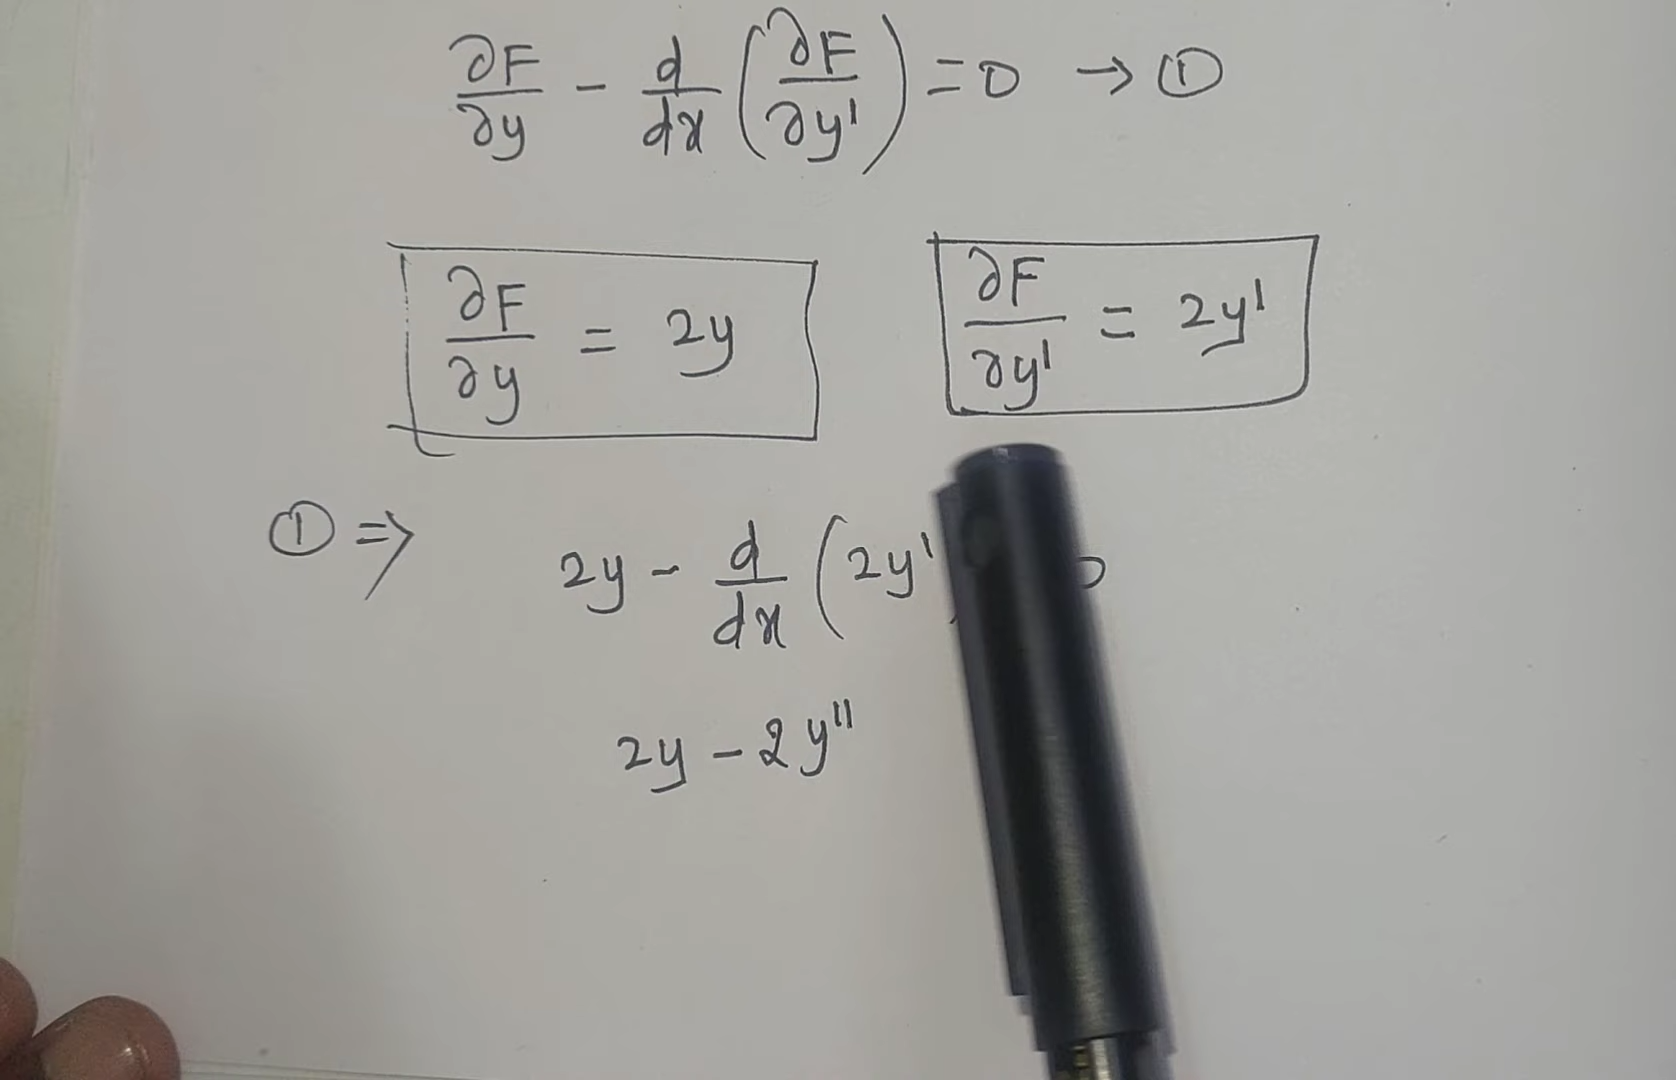 ∂F/∂y - d/dx (∂F/∂y') = 0 → ①
∂F/∂y = 2y
∂F/∂y' = 2y'
① ⇒ 2y - d/dx (2y'
2y - 2y''